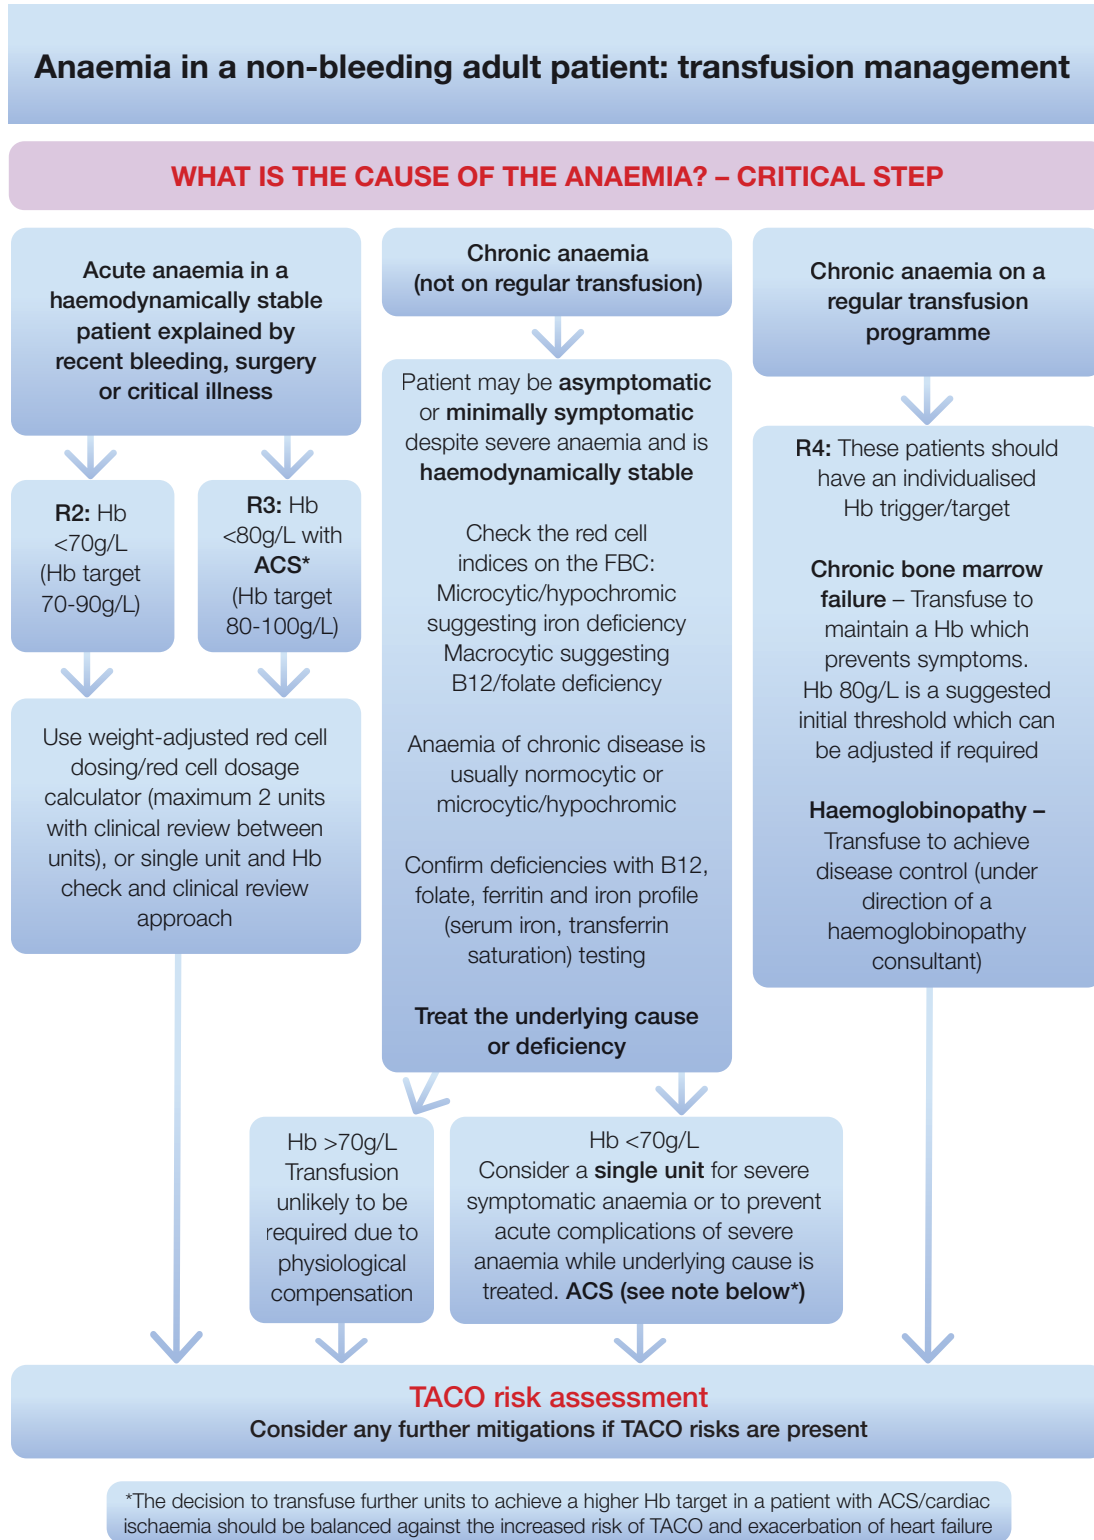 Anaemia in a non-bleeding adult patient: transfusion management
WHAT IS THE CAUSE OF THE ANAEMIA? – CRITICAL STEP
Acute anaemia in a
haemodynamically stable
patient explained by
recent bleeding, surgery
or critical illness
R2: Hb
<70g/L
(Hb target
70-90g/L)
R3: Hb
<80g/L with
ACS*
(Hb target
80-100g/L)
Use weight-adjusted red cell
dosing/red cell dosage
calculator (maximum 2 units
with clinical review between
units), or single unit and Hb
check and clinical review
approach
Chronic anaemia
(not on regular transfusion)
Patient may be asymptomatic
or minimally symptomatic
despite severe anaemia and is
haemodynamically stable
Check the red cell
indices on the FBC:
Microcytic/hypochromic
suggesting iron deficiency
Macrocytic suggesting
B12/folate deficiency
Anaemia of chronic disease is
usually normocytic or
microcytic/hypochromic
Confirm deficiencies with B12,
folate, ferritin and iron profile
(serum iron, transferrin
saturation) testing
Treat the underlying cause
or deficiency
Hb >70g/L
Transfusion
unlikely to be
required due to
physiological
compensation
Hb <70g/L
Consider a single unit for severe
symptomatic anaemia or to prevent
acute complications of severe
anaemia while underlying cause is
treated. ACS (see note below*)
Chronic anaemia on a
regular transfusion
programme
R4: These patients should
have an individualised
Hb trigger/target
Chronic bone marrow
failure – Transfuse to
maintain a Hb which
prevents symptoms.
Hb 80g/L is a suggested
initial threshold which can
be adjusted if required
Haemoglobinopathy –
Transfuse to achieve
disease control (under
direction of a
haemoglobinopathy
consultant)
TACO risk assessment
Consider any further mitigations if TACO risks are present
*The decision to transfuse further units to achieve a higher Hb target in a patient with ACS/cardiac
ischaemia should be balanced against the increased risk of TACO and exacerbation of heart failure